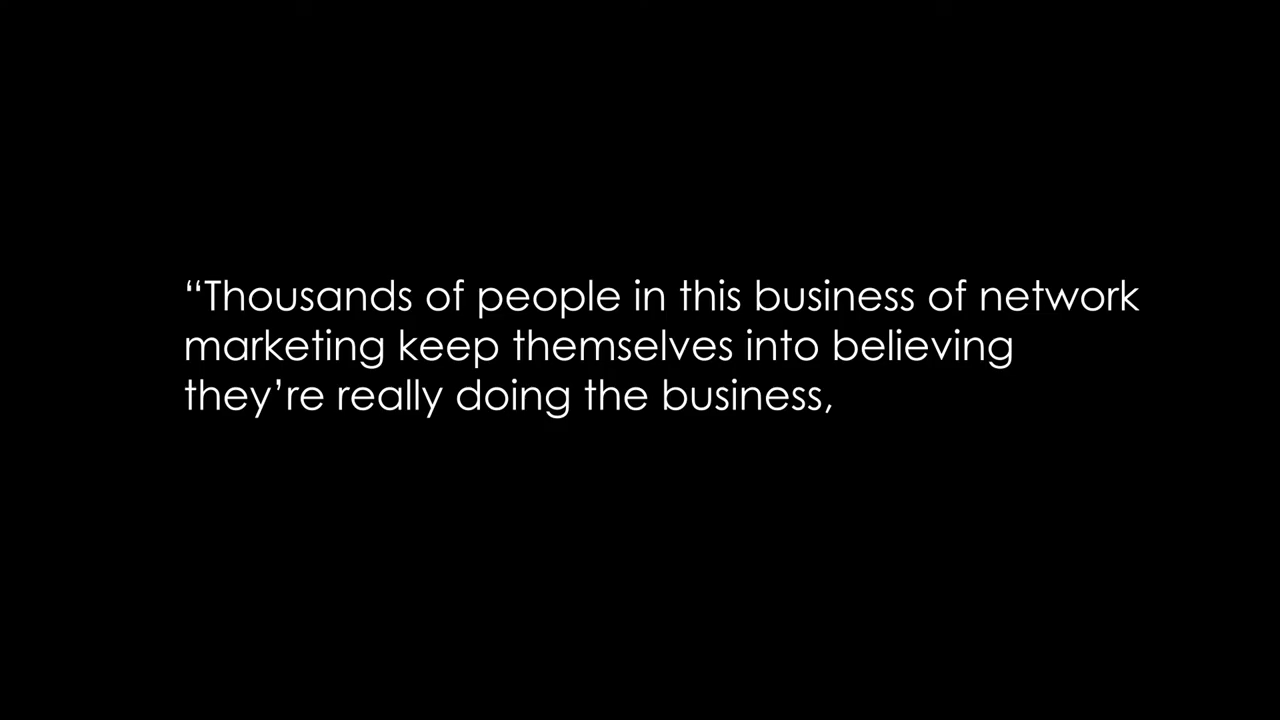 “Thousands of people in this business of network
marketing keep themselves into believing
they’re really doing the business,